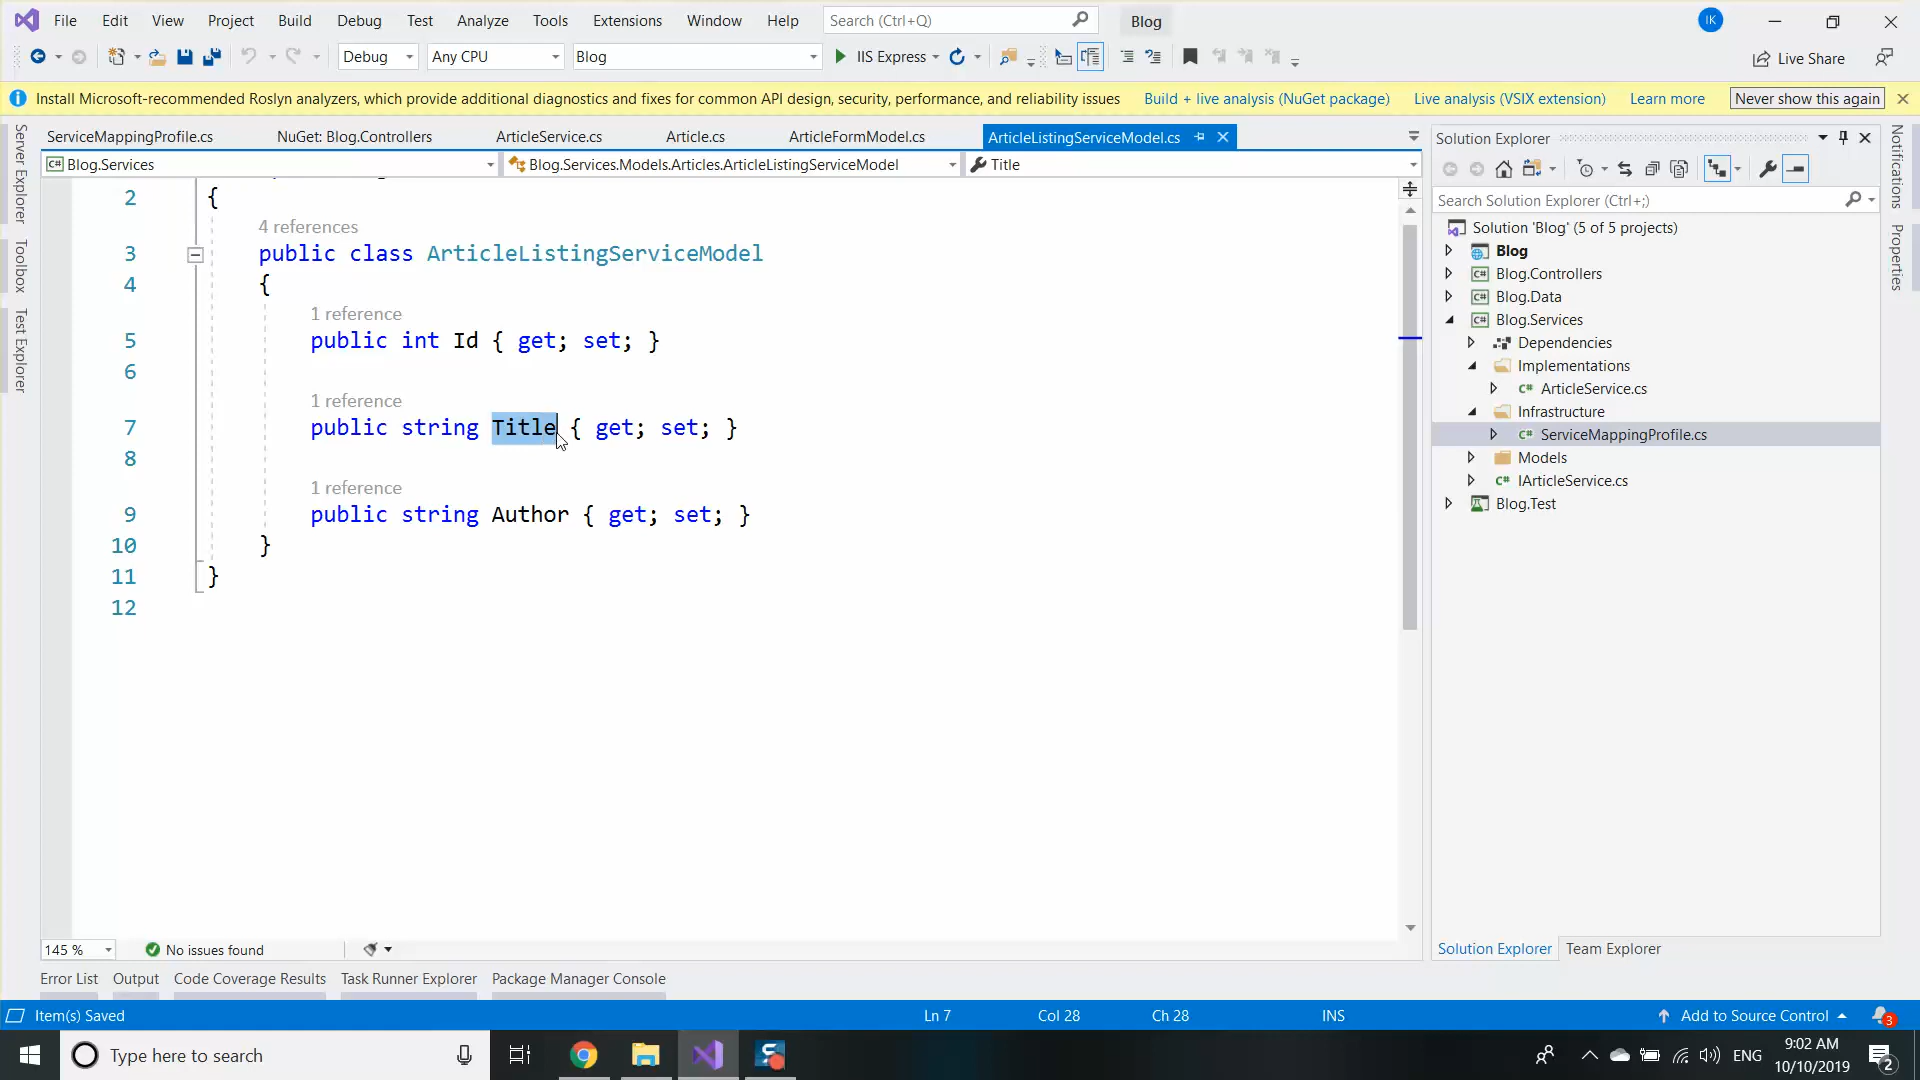 File Edit View Project Build Debug Test Analyze Tools Extensions Window Help Search (Ctrl+Q) Blog IK
Debug Any CPU Blog IIS Express Live Share
Install Microsoft-recommended Roslyn analyzers, which provide additional diagnostics and fixes for common API design, security, performance, and reliability issues Build + live analysis (NuGet package) Live analysis (VSIX extension) Learn more Never show this again
Server Explorer
Toolbox
Test Explorer
ServiceMappingProfile.cs NuGet: Blog.Controllers ArticleService.cs Article.cs ArticleFormModel.cs ArticleListingServiceModel.cs
C# Blog.Services Blog.Services.Models.Articles.ArticleListingServiceModel Title
2 {
4 references
3 public class ArticleListingServiceModel
4 {
1 reference
5 public int Id { get; set; }
6
1 reference
7 public string Title { get; set; }
8
1 reference
9 public string Author { get; set; }
10 }
11 }
12
145 % No issues found
Solution Explorer
Search Solution Explorer (Ctrl+;)
Solution 'Blog' (5 of 5 projects)
Blog
C# Blog.Controllers
C# Blog.Data
C# Blog.Services
Dependencies
Implementations
C# ArticleService.cs
Infrastructure
C# ServiceMappingProfile.cs
Models
C# IArticleService.cs
Blog.Test
Solution Explorer Team Explorer
Notifications
Properties
Error List Output Code Coverage Results Task Runner Explorer Package Manager Console
Item(s) Saved Ln 7 Col 28 Ch 28 INS Add to Source Control 3
Type here to search ENG 9:02 AM
10/10/2019 2